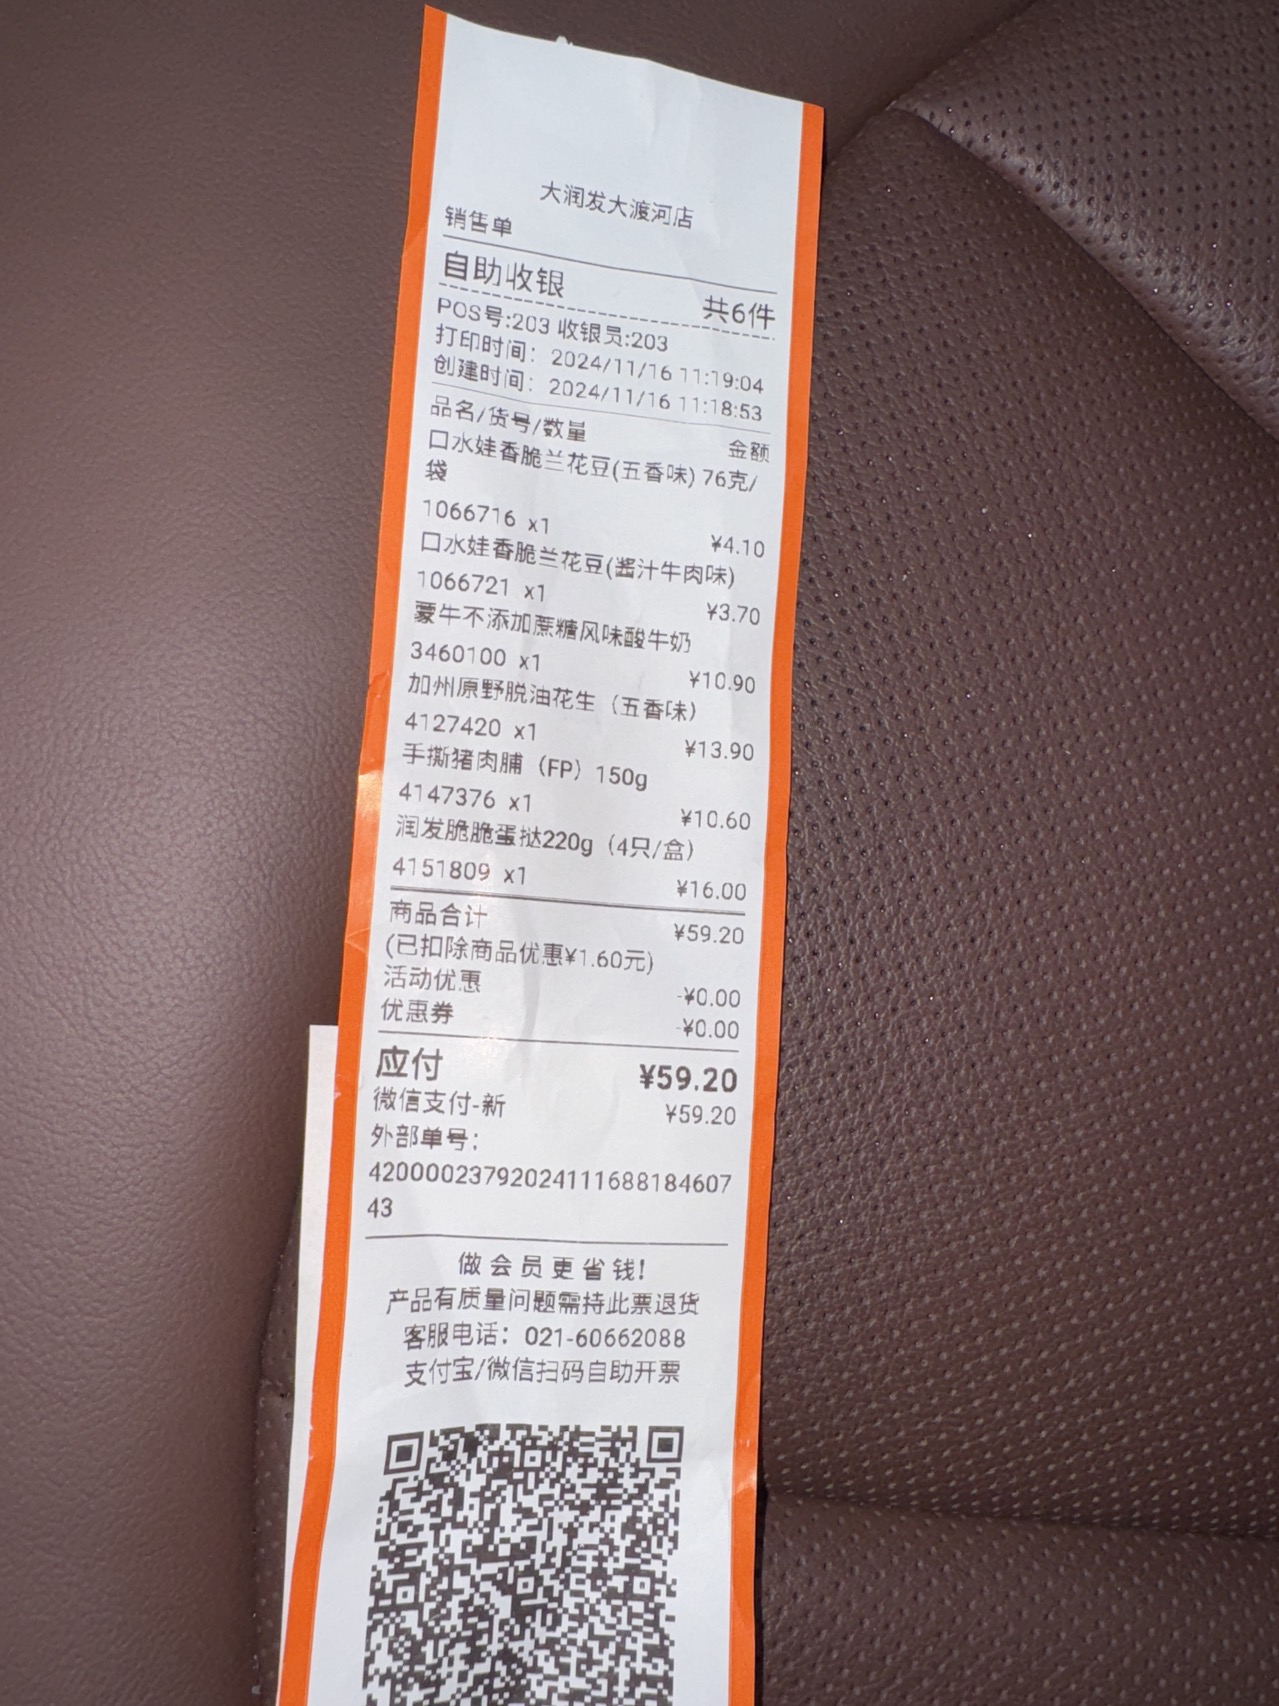 大润发大渡河店
销售单
自助收银 共6件
POS号:203 收银员:203
打印时间: 2024/11/16 11:19:04
创建时间: 2024/11/16 11:18:53
品名/货号/数量 金额
口水娃香脆兰花豆(五香味) 76克/
袋
1066716 x1 ¥4.10
口水娃香脆兰花豆(酱汁牛肉味)
1066721 x1 ¥3.70
蒙牛不添加蔗糖风味酸牛奶
3460100 x1 ¥10.90
加州原野脱油花生（五香味）
4127420 x1 ¥13.90
手撕猪肉脯（FP）150g
4147376 x1 ¥10.60
润发脆脆蛋挞220g（4只/盒）
4151809 x1 ¥16.00
商品合计 ¥59.20
(已扣除商品优惠¥1.60元)
活动优惠 -¥0.00
优惠券 -¥0.00
应付 ¥59.20
微信支付-新 ¥59.20
外部单号:
42000023792024111688184607
43
做会员更省钱!
产品有质量问题需持此票退货
客服电话: 021-60662088
支付宝/微信扫码自助开票